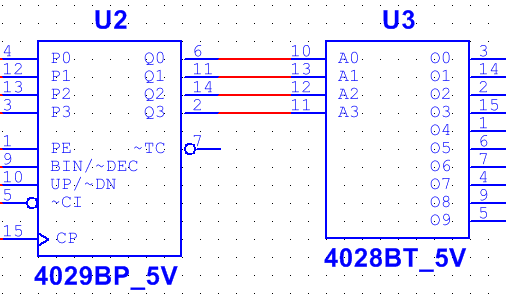 U2 U3
4 P0 Q0 6 10 A0 O0 3
12 P1 Q1 11 13 A1 O1 14
13 P2 Q2 14 12 A2 O2 2
3 P3 Q3 2 11 A3 O3 15
O4 1
1 PE ~TC 7 O5 6
9 BIN/~DEC O6 7
10 UP/~DN O7 4
5 ~CI O8 9
O9 5
15 CP
4029BP_5V 4028BT_5V